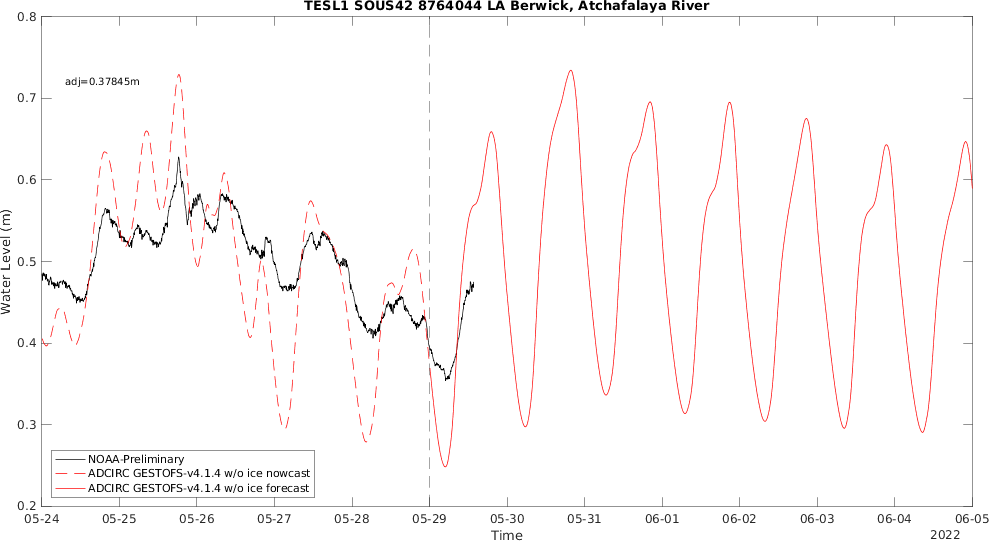 TESL1 SOUS42 8764044 LA Berwick, Atchafalaya River
0.8
0.7
0.6
0.5
0.4
0.3
0.2
Water Level (m)
adj=0.37845m
NOAA-Preliminary
ADCIRC GESTOFS-v4.1.4 w/o ice nowcast
ADCIRC GESTOFS-v4.1.4 w/o ice forecast
05-24 05-25 05-26 05-27 05-28 05-29 05-30 05-31 06-01 06-02 06-03 06-04 06-05
Time
2022